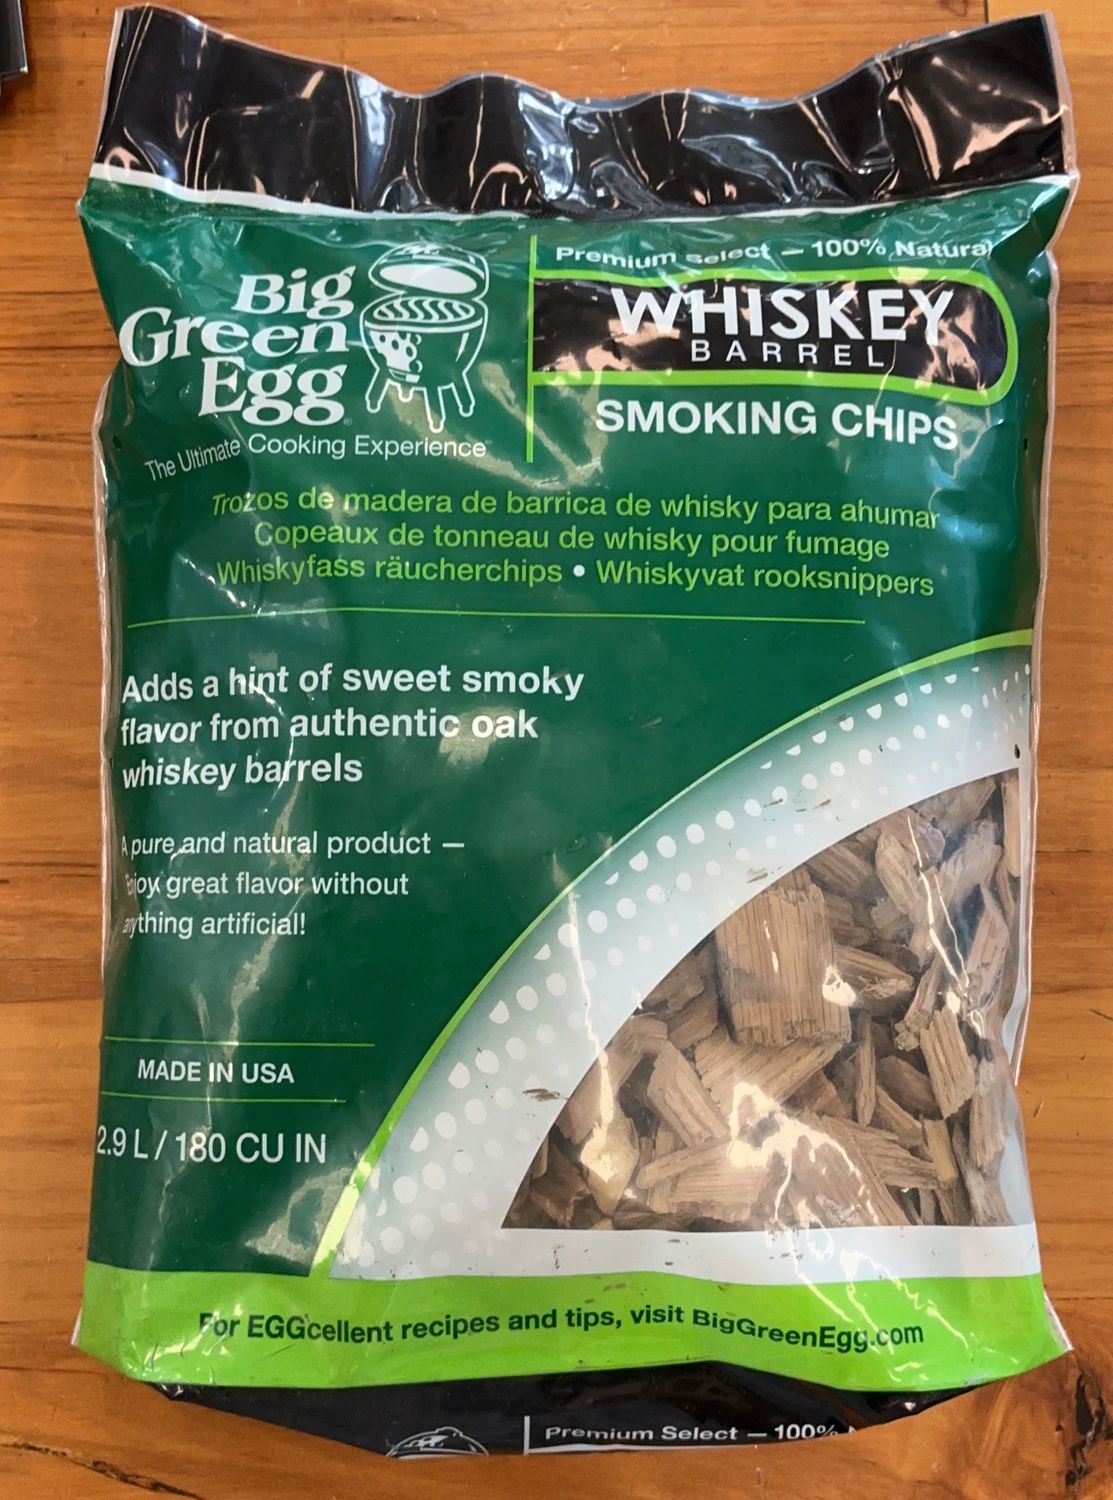 Big
Green
Egg
The Ultimate Cooking Experience
Premium select — 100% Natural
WHISKEY
BARREL
SMOKING CHIPS
Trozos de madera de barrica de whisky para ahumar
Copeaux de tonneau de whisky pour fumage
Whiskyfass räucherchips • Whiskyvat rooksnippers
Adds a hint of sweet smoky
flavor from authentic oak
whiskey barrels
A pure and natural product —
Enjoy great flavor without
anything artificial!
MADE IN USA
2.9 L / 180 CU IN
For EGGcellent recipes and tips, visit BigGreenEgg.com
Premium Select — 100%